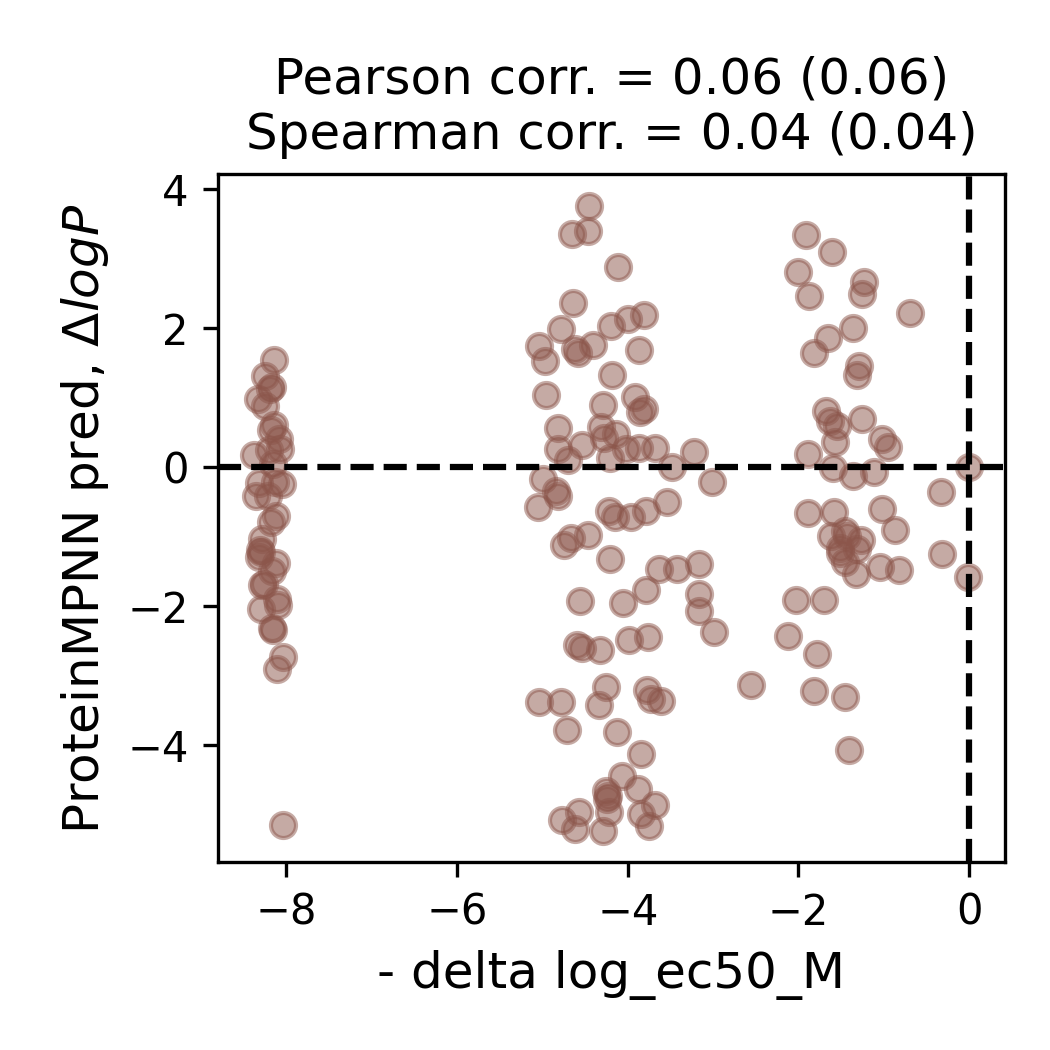 Pearson corr. = 0.06 (0.06)
Spearman corr. = 0.04 (0.04)
ProteinMPNN pred, ΔlogP
4
2
0
−2
−4
−8
−6
−4
−2
0
- delta log_ec50_M